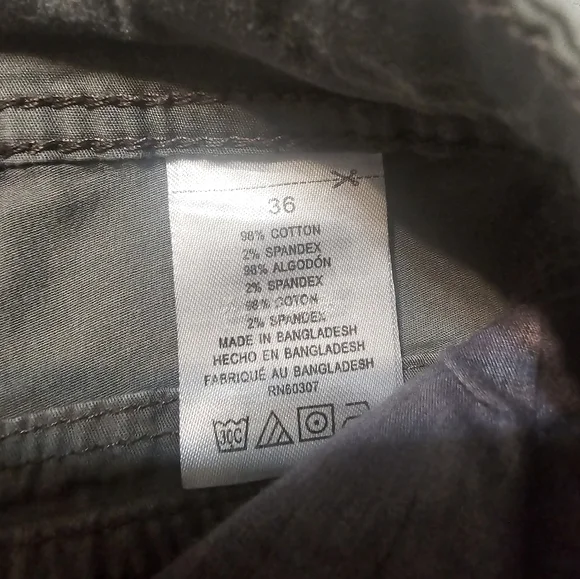 36
98% COTTON
2% SPANDEX
98% ALGODÓN
2% SPANDEX
98% COTON
2% SPANDEX
MADE IN BANGLADESH
HECHO EN BANGLADESH
FABRIQUÉ AU BANGLADESH
RN60307
30C